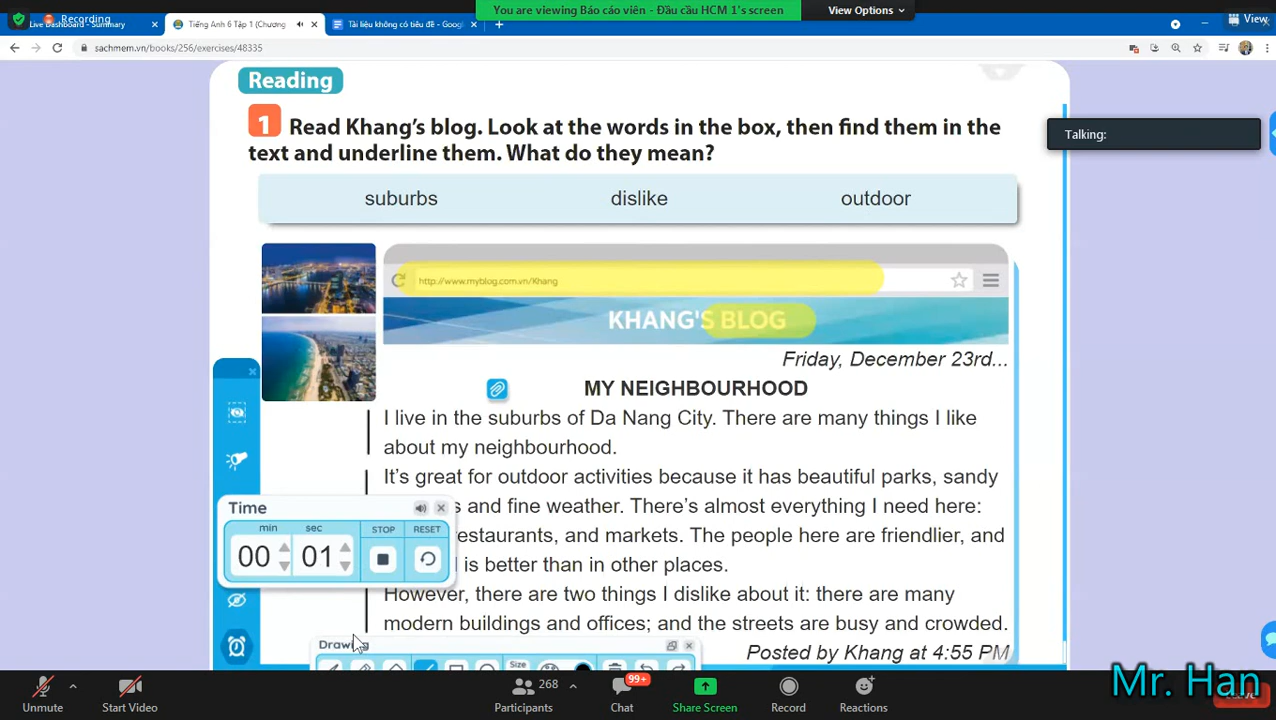 Recording
You are viewing Báo cáo viên - Đầu cầu HCM 1's screen
View Options
View
Live Dashboard - Summary
Tiếng Anh 6 Tập 1 (Chương
Tài liệu không có tiêu đề - Goog
sachmem.vn/books/256/exercises/48335
Reading
1 Read Khang's blog. Look at the words in the box, then find them in the
text and underline them. What do they mean?
Talking:
suburbs dislike outdoor
http://www.myblog.com.vn/Khang
KHANG'S BLOG
Friday, December 23rd...
MY NEIGHBOURHOOD
I live in the suburbs of Da Nang City. There are many things I like
about my neighbourhood.
It's great for outdoor activities because it has beautiful parks, sandy
s and fine weather. There's almost everything I need here:
estaurants, and markets. The people here are friendlier, and
is better than in other places.
However, there are two things I dislike about it: there are many
modern buildings and offices; and the streets are busy and crowded.
Posted by Khang at 4:55 PM
Time
min sec STOP RESET
00 01
Drawing
Size
Mr. Han
Unmute
Start Video
268
Participants
99+
Chat
Share Screen
Record
Reactions